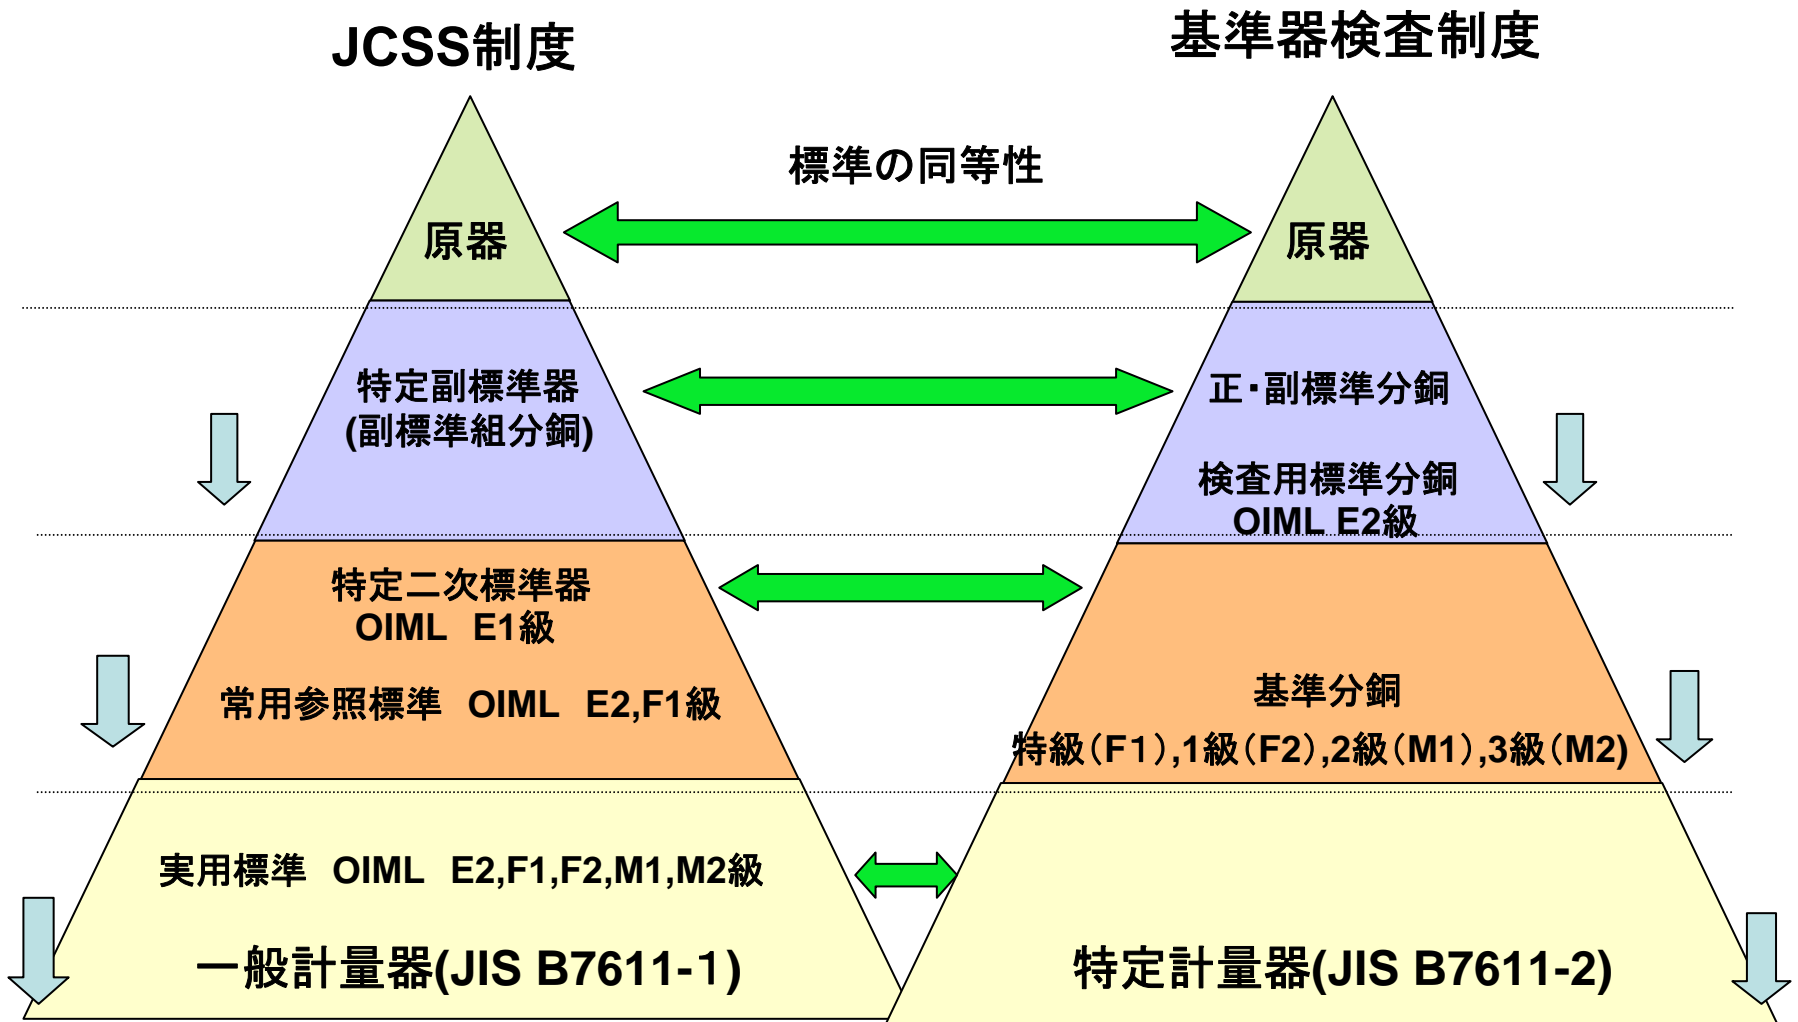 JCSS制度
基準器検査制度
標準の同等性
原器
原器
特定副標準器
(副標準組分銅)
正・副標準分銅
検査用標準分銅
OIML E2級
特定二次標準器
OIML　E1級
常用参照標準　OIML　E2,F1級
基準分銅
特級（F１）,1級（F2）,2級（M1）,3級（M2)
実用標準　OIML　E2,F1,F2,M1,M2級
一般計量器(JIS B7611-１)
特定計量器(JIS B7611-2)